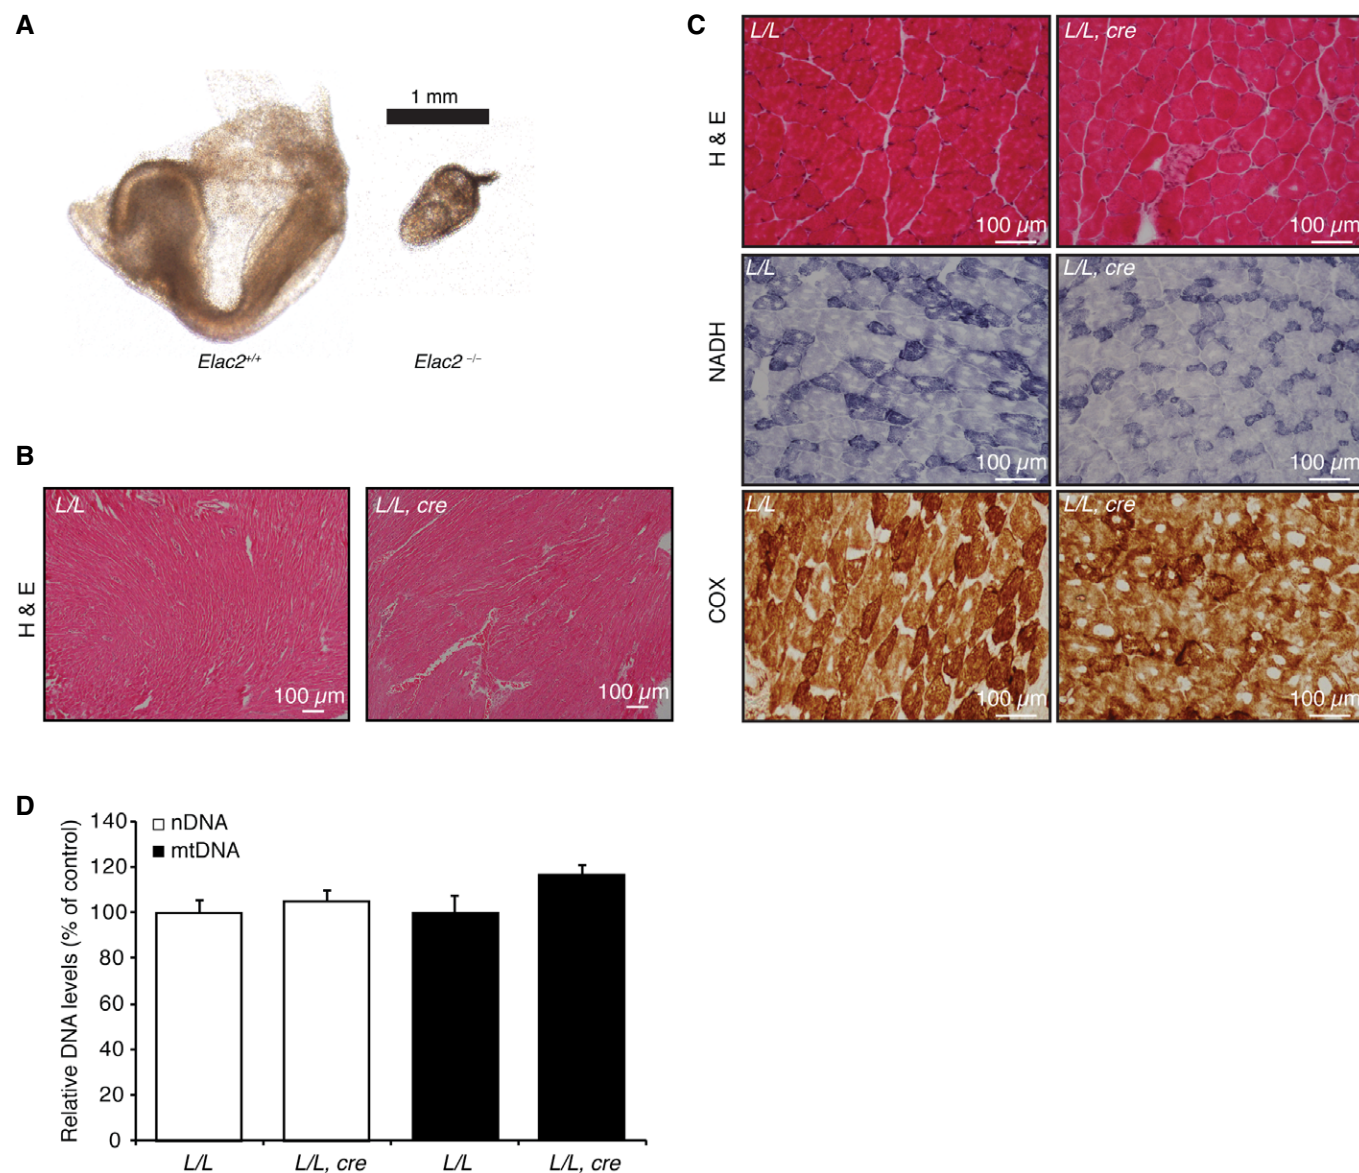 A
1 mm
Elac2+/+
Elac2 –/–
B
H & E
L/L
100 µm
L/L, cre
100 µm
C
H & E
L/L
100 µm
L/L, cre
100 µm
NADH
L/L
100 µm
L/L, cre
100 µm
COX
L/L
100 µm
L/L, cre
100 µm
D
Relative DNA levels (% of control)
140
120
100
80
60
40
20
0
nDNA
mtDNA
L/L
L/L, cre
L/L
L/L, cre